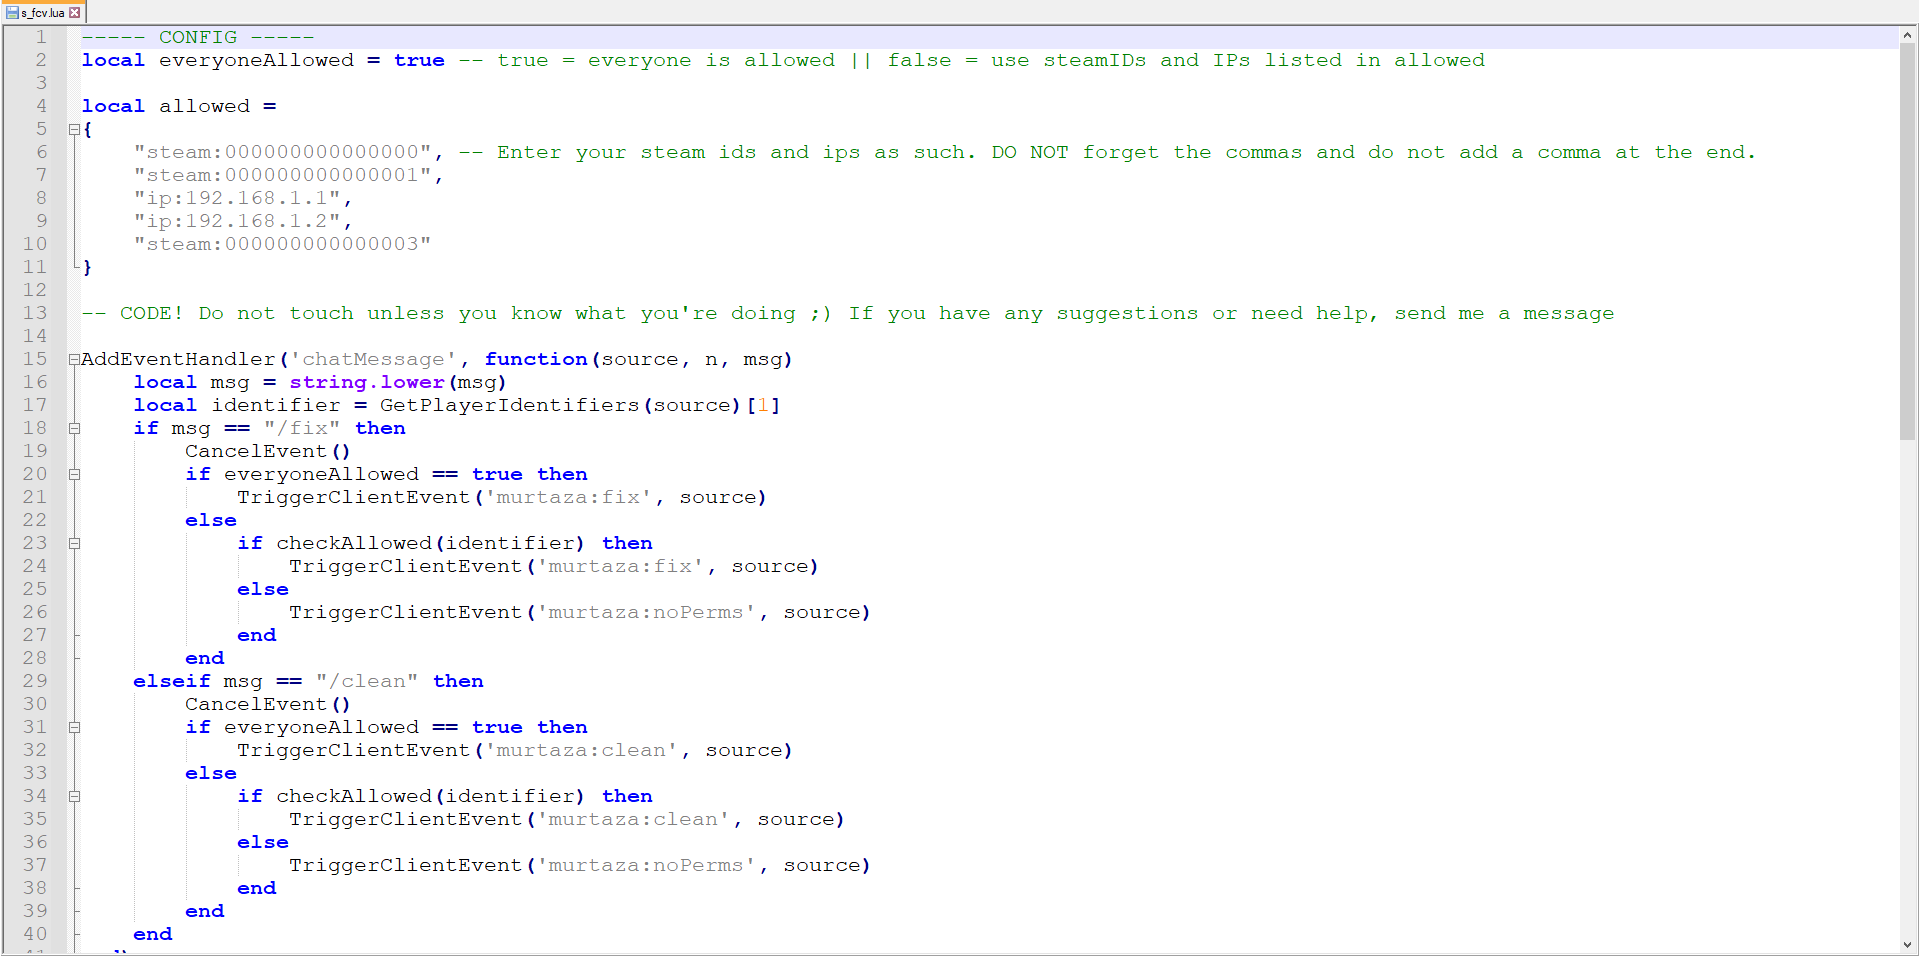 s_fcv.lua
1 ----- CONFIG -----
2 local everyoneAllowed = true -- true = everyone is allowed || false = use steamIDs and IPs listed in allowed
3
4 local allowed =
5 {
6 "steam:000000000000000", -- Enter your steam ids and ips as such. DO NOT forget the commas and do not add a comma at the end.
7 "steam:000000000000001",
8 "ip:192.168.1.1",
9 "ip:192.168.1.2",
10 "steam:000000000000003"
11 }
12
13 -- CODE! Do not touch unless you know what you're doing ;) If you have any suggestions or need help, send me a message
14
15 AddEventHandler('chatMessage', function(source, n, msg)
16 local msg = string.lower(msg)
17 local identifier = GetPlayerIdentifiers(source)[1]
18 if msg == "/fix" then
19 CancelEvent()
20 if everyoneAllowed == true then
21 TriggerClientEvent('murtaza:fix', source)
22 else
23 if checkAllowed(identifier) then
24 TriggerClientEvent('murtaza:fix', source)
25 else
26 TriggerClientEvent('murtaza:noPerms', source)
27 end
28 end
29 elseif msg == "/clean" then
30 CancelEvent()
31 if everyoneAllowed == true then
32 TriggerClientEvent('murtaza:clean', source)
33 else
34 if checkAllowed(identifier) then
35 TriggerClientEvent('murtaza:clean', source)
36 else
37 TriggerClientEvent('murtaza:noPerms', source)
38 end
39 end
40 end